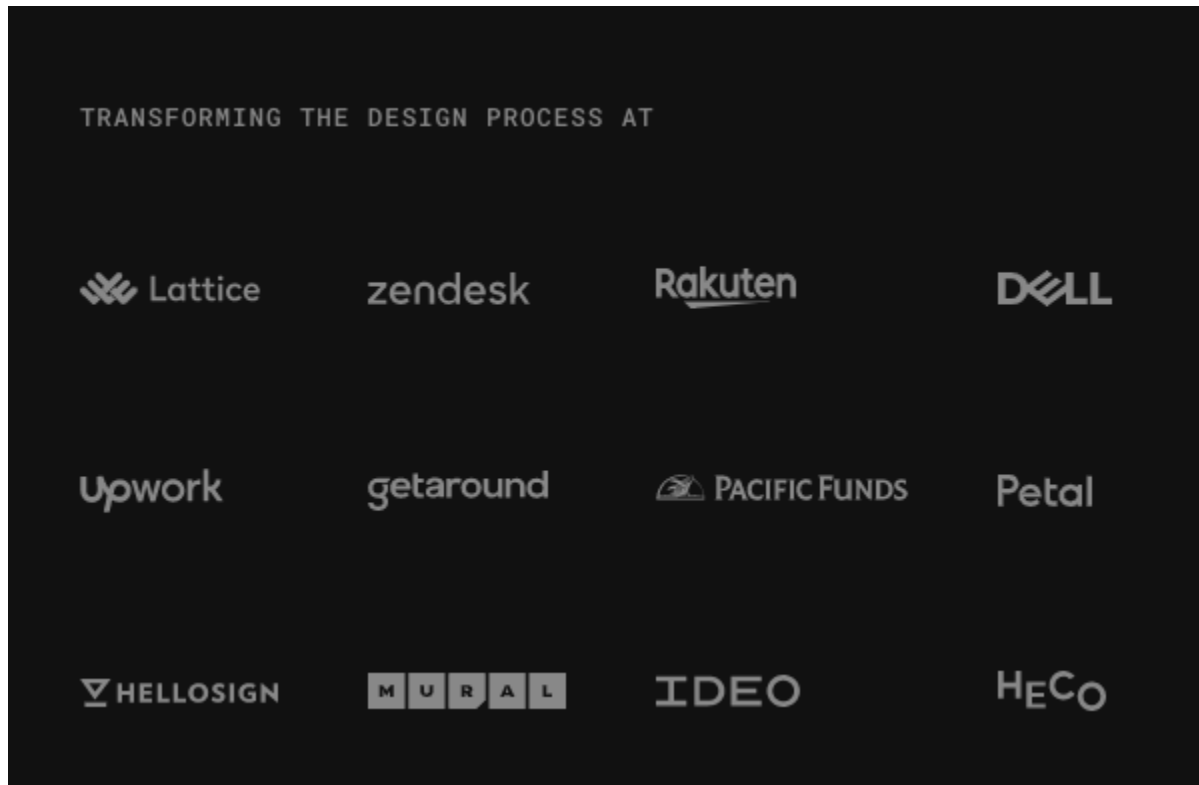 TRANSFORMING THE DESIGN PROCESS AT
Lattice zendesk Rakuten DELL
Upwork getaround PACIFIC FUNDS Petal
HELLOSIGN MURAL IDEO HECO